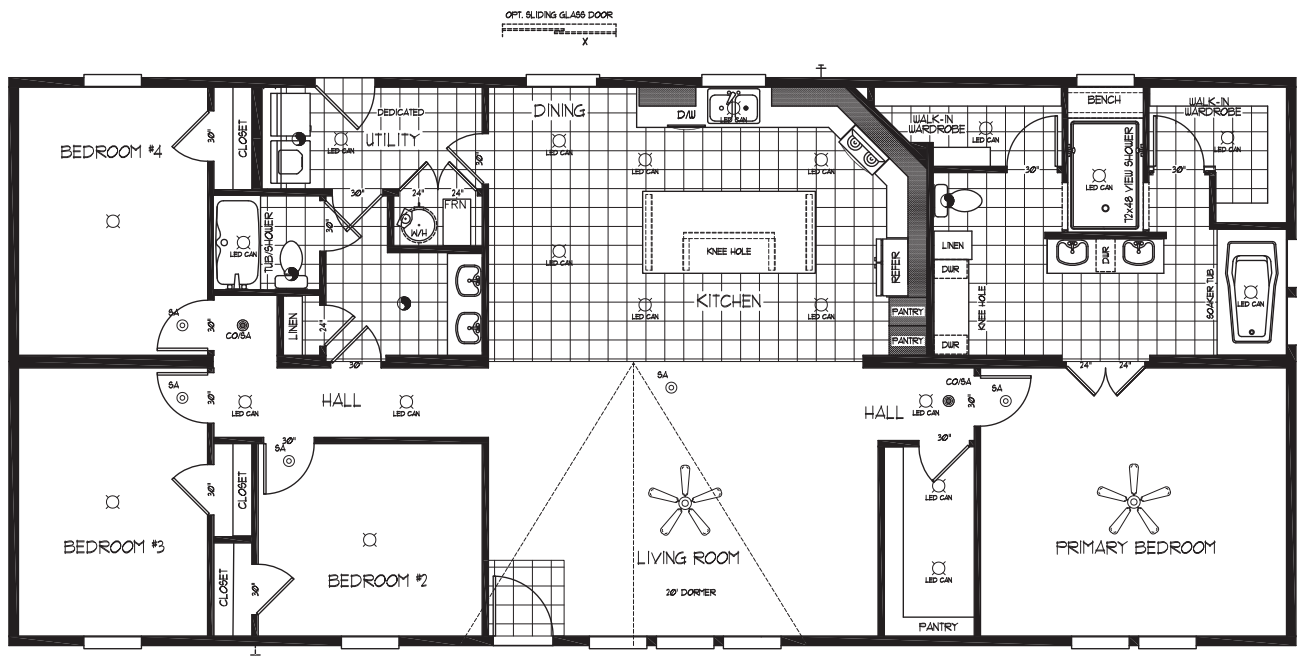 OPT. SLIDING GLASS DOOR
X
BEDROOM #4
30"
CLOSET
DEDICATED
UTILITY
LED CAN
30"
30"
24"
24"
FRN
W/H
DINING
LED CAN
D/W
LED CAN
LED CAN
LED CAN
WALK-IN
WARDROBE
LED CAN
30"
BENCH
72x48 VIEW SHOWER
LED CAN
WALK-IN
WARDROBE
LED CAN
30"
TUB/SHOWER
LED CAN
30"
LED CAN
KNEE HOLE
KITCHEN
LED CAN
LED CAN
REFER
PANTRY
PANTRY
LINEN
DWR
KNEE HOLE
DWR
DWR
SOAKER TUB
LED CAN
SA
30"
CO/SA
LINEN
24"
30"
24"
24"
SA
30"
LED CAN
HALL
LED CAN
SA
HALL
LED CAN
CO/SA
30"
SA
30"
30"
SA
CLOSET
30"
BEDROOM #3
CLOSET
30"
BEDROOM #2
LIVING ROOM
20' DORMER
LED CAN
LED CAN
PANTRY
PRIMARY BEDROOM